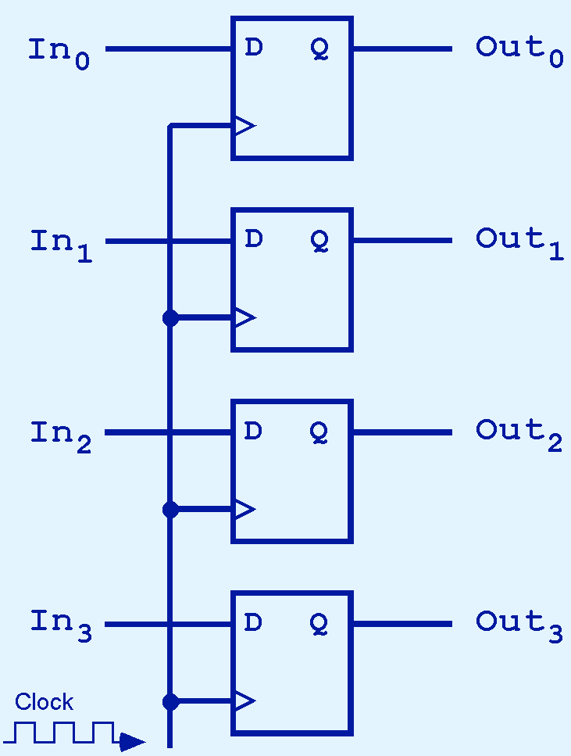 In0 D Q Out0
In1 D Q Out1
In2 D Q Out2
In3 D Q Out3
Clock